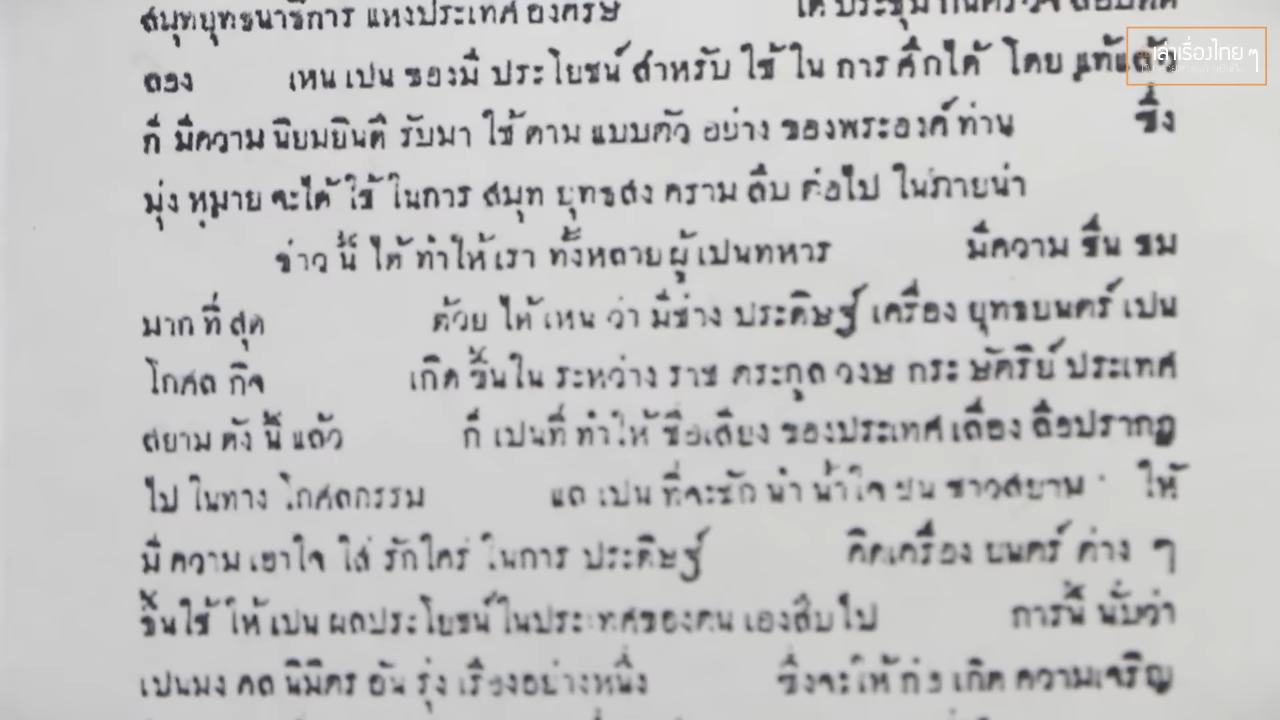 สมุทยุทธนาธิการ แห่งประเทศ องกฤษ ได้ ประชุม
เล่าเรื่องไทย ๆ
ตอง เหน เปน ของมี ประโยชน์ สำหรับ ใช้ ใน การ ศึกได้ โดย แท้แล้ว
ก็ มีความ นิยมยินดี รับมา ใช้ ตาม แบบตัว อย่าง ของพระองค์ ท่าน ซึ่ง
มุ่ง หมาย จะได้ ใช้ ในการ สมุท ยุทธสง คราม สืบ ต่อไป ในภายน่า
ข่าว นี้ ได้ ทำให้ เรา ทั้งหลาย ผู้ เปนทหาร มีความ ชื่น ชม
มาก ที่ สุด ด้วย ได้ เหน ว่า มีช่าง ประดิษฐ์ เครื่อง ยุทธยนตร์ เปน
โกศล กิจ เกิด ขึ้นใน ระหว่าง ราช ตระกูล วงษ กระ ษัตริย์ ประเทศ
สยาม ดัง นี้ แล้ว ก็ เปนที่ ทำให้ ชื่อเสียง ของประเทศ เลื่อง ลือปรากฏ
ไป ในทาง โกศลกรรม แล เปน ที่จะชัก นำ น้ำใจ ชน ชาวสยาม ให้
มี ความ เอาใจ ใส่ รักใคร่ ในการ ประดิษฐ์ คิดเครื่อง ยนตร์ ต่าง ๆ
ขึ้นใช้ ให้ เปน ผลประโยชน์ ในประเทศของตน เองสืบไป การนี้ นับว่า
เปนมง คล นิมิตร อัน รุ่ง เรืองอย่างหนึ่ง ซึ่งจะให้ ก่อ เกิด ความเจริญ